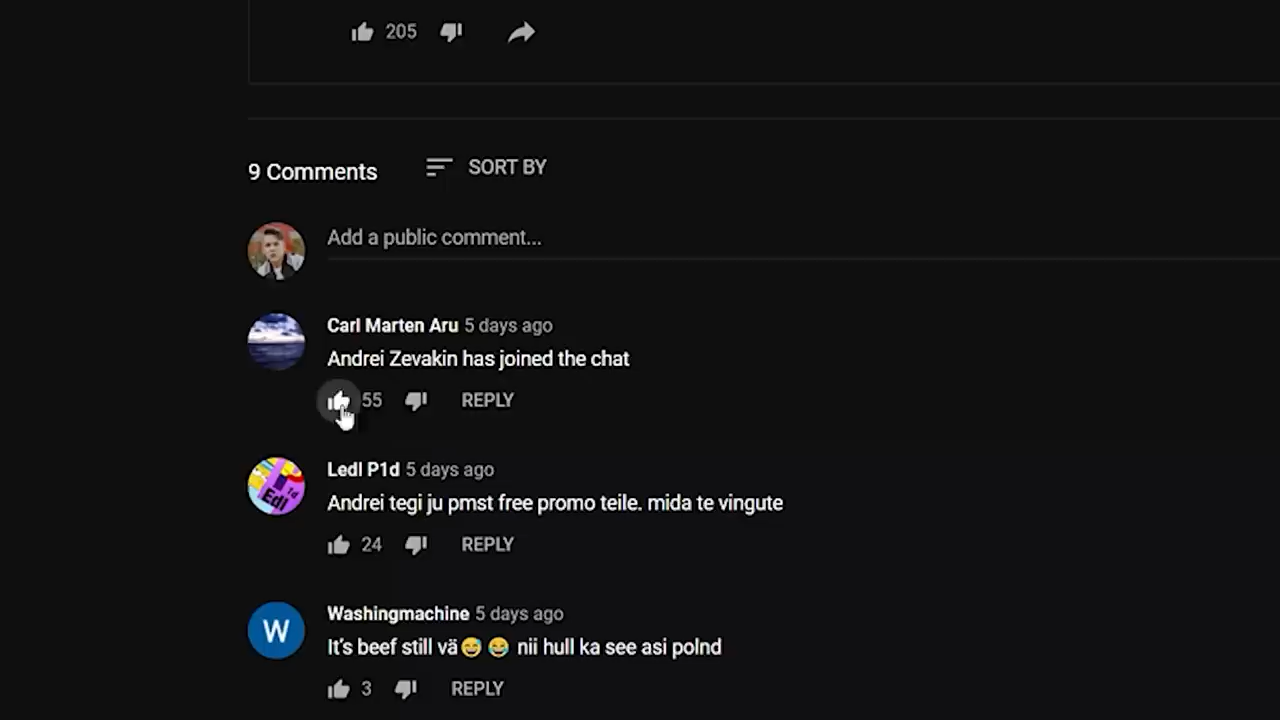 205
9 Comments SORT BY
Add a public comment...
Carl Marten Aru 5 days ago
Andrei Zevakin has joined the chat
55 REPLY
Ledl P1d 5 days ago
Andrei tegi ju pmst free promo teile. mida te vingute
24 REPLY
Washingmachine 5 days ago
It's beef still vä😅 😂 nii hull ka see asi polnd
3 REPLY
Edl
1d
W